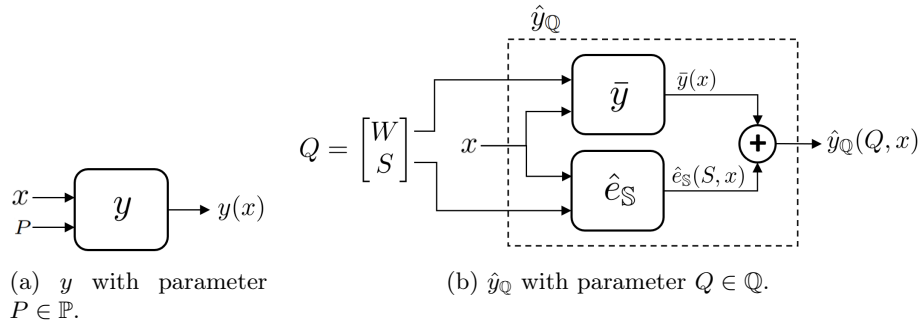 x
P
y
y(x)
(a) y with parameter
P ∈ ℙ.
ŷ_ℚ
Q = [W S]
x
ȳ
ȳ(x)
ê_𝕊
ê_𝕊(S, x)
+
ŷ_ℚ(Q, x)
(b) ŷ_ℚ with parameter Q ∈ ℚ.